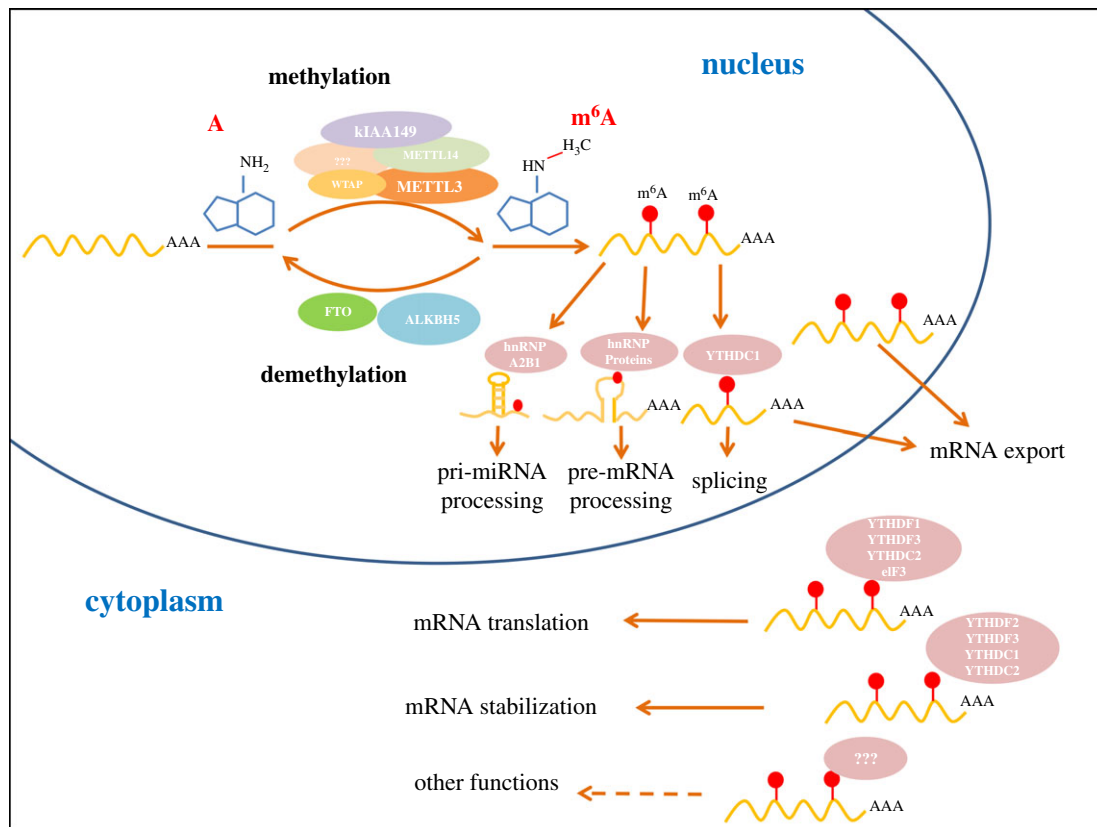 nucleus
methylation
A
m⁶A
kIAA149
???
METTL14
WTAP
METTL3
NH₂
H₃C
HN
m⁶A
m⁶A
AAA
AAA
FTO
ALKBH5
demethylation
hnRNP
A2B1
hnRNP
Proteins
YTHDC1
AAA
AAA
AAA
mRNA export
pri-miRNA
processing
pre-mRNA
processing
splicing
cytoplasm
YTHDF1
YTHDF3
YTHDC2
elF3
AAA
mRNA translation
YTHDF2
YTHDF3
YTHDC1
YTHDC2
AAA
mRNA stabilization
???
other functions
AAA